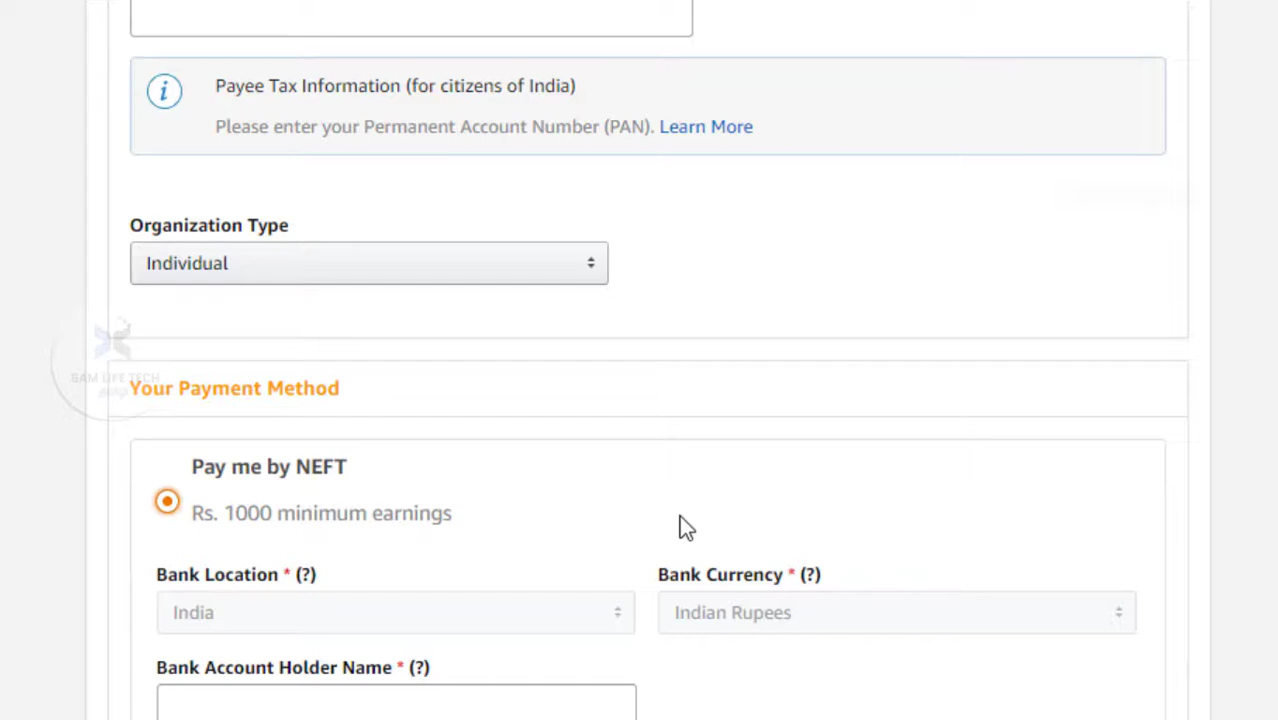 Payee Tax Information (for citizens of India)
Please enter your Permanent Account Number (PAN). Learn More
Organization Type
Individual
Your Payment Method
Pay me by NEFT
Rs. 1000 minimum earnings
Bank Location * (?)
Bank Currency * (?)
India
Indian Rupees
Bank Account Holder Name * (?)